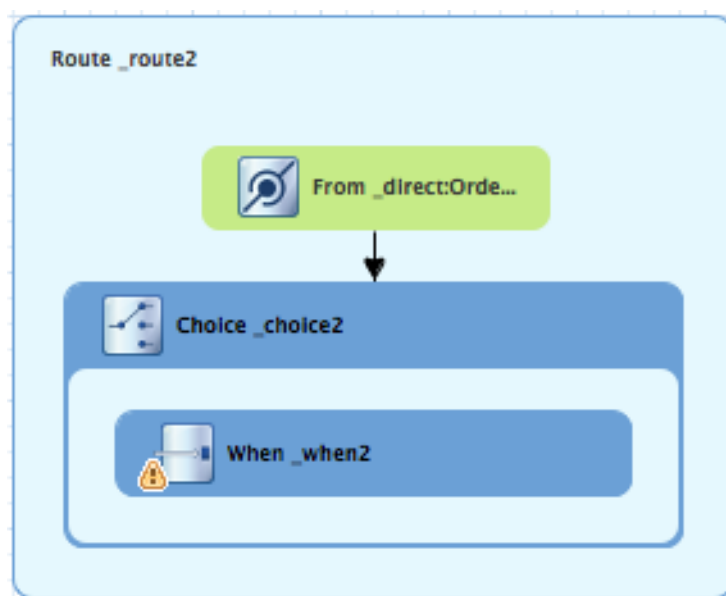 Route _route2
From _direct:Orde...
Choice _choice2
When _when2